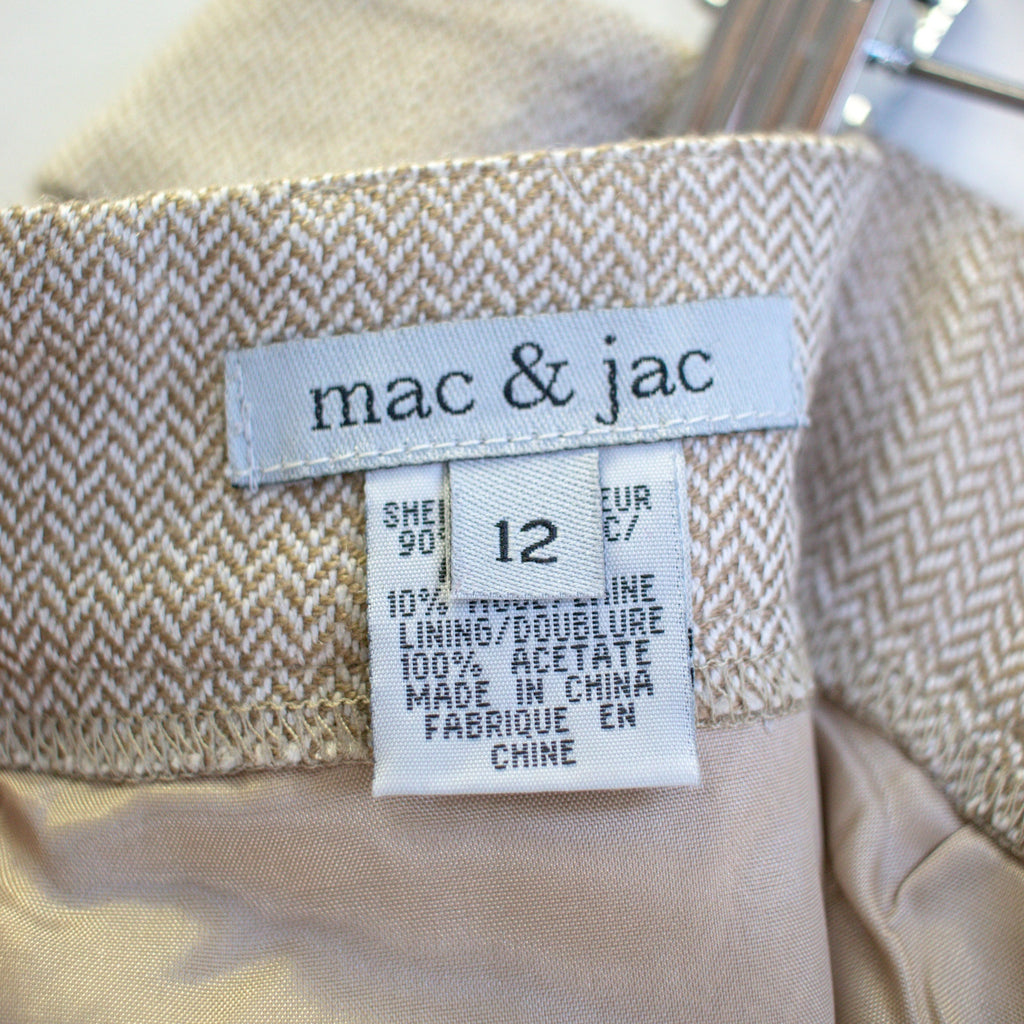 mac & jac
12
10%
LINING/DOUBLURE
100% ACETATE
MADE IN CHINA
FABRIQUE EN
CHINE